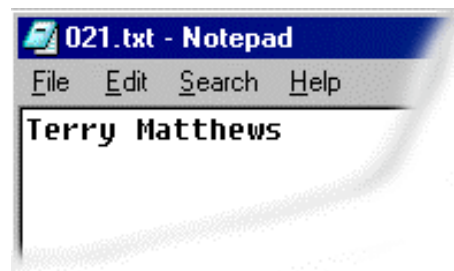 021.txt - Notepad
File Edit Search Help
Terry Matthews